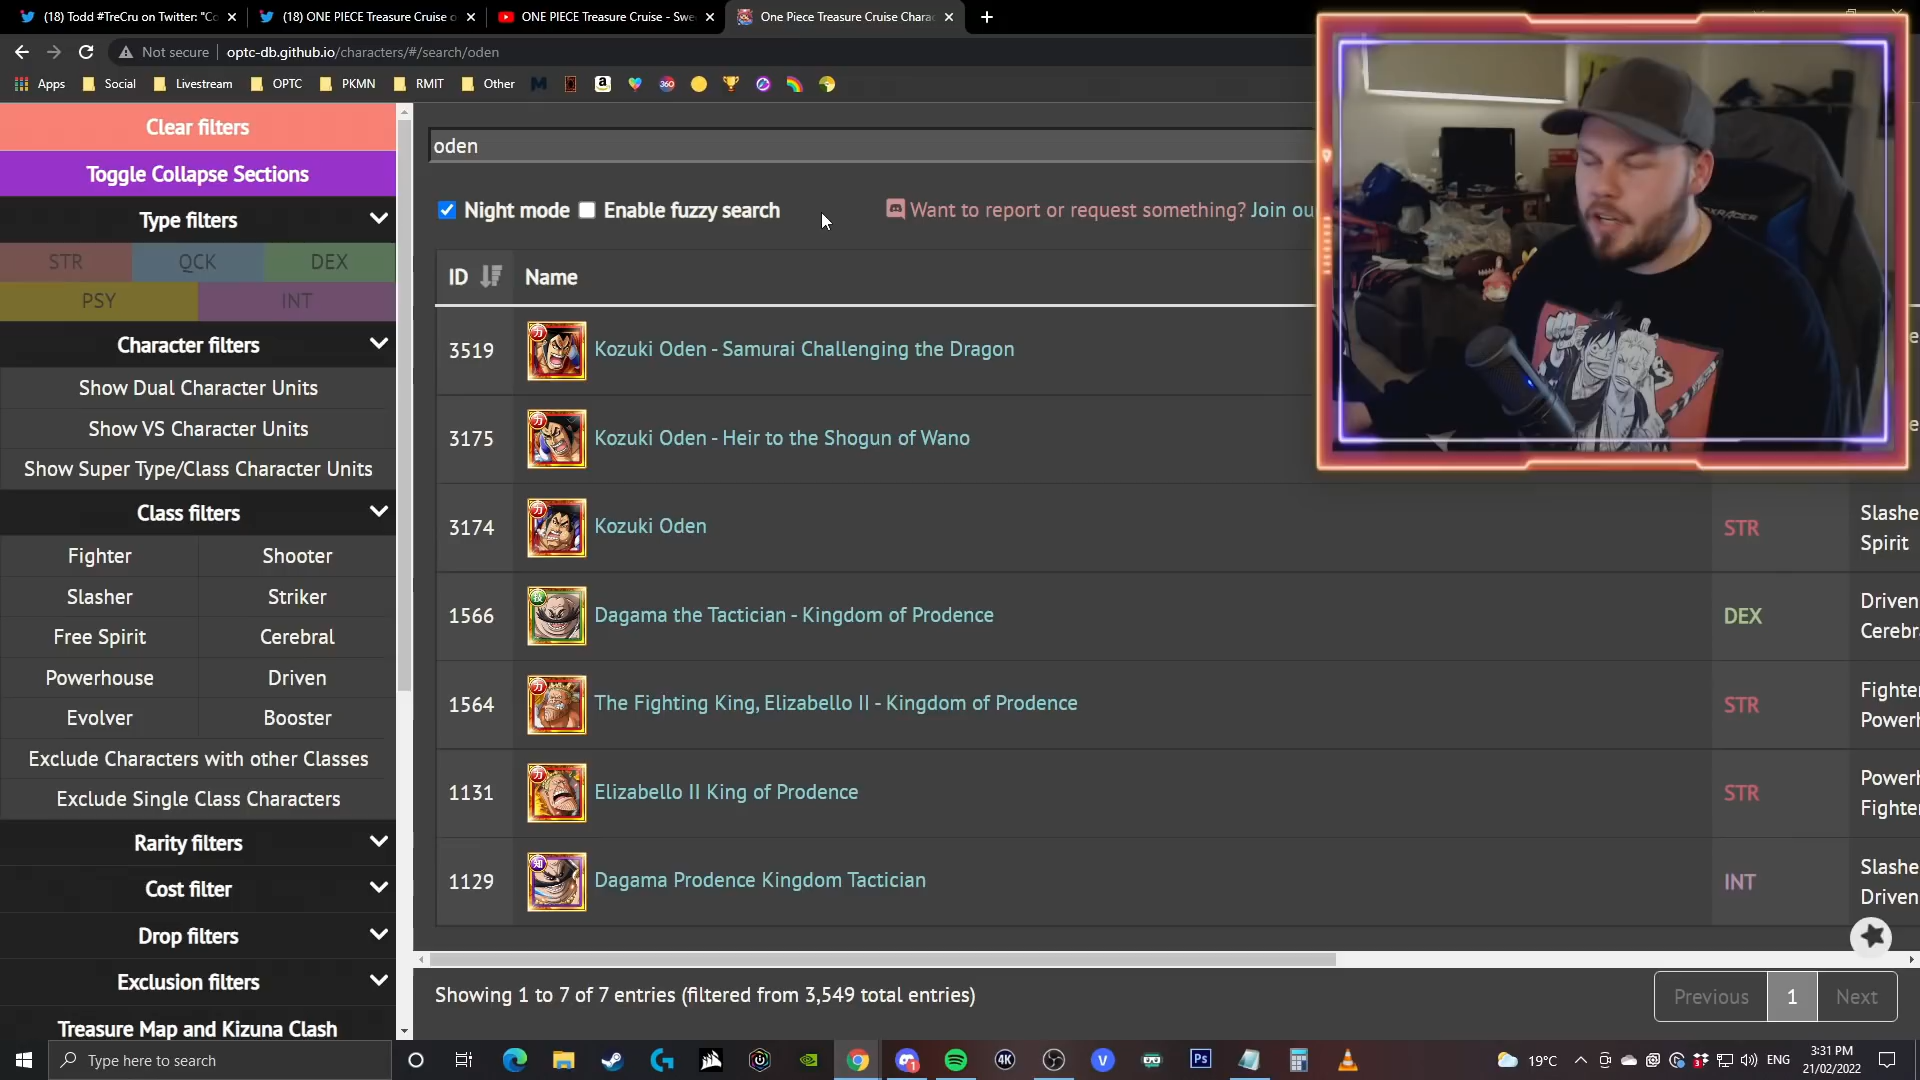 (18) Todd #TreCru on Twitter: "Co
(18) ONE PIECE Treasure Cruise o
ONE PIECE Treasure Cruise - Swe
One Piece Treasure Cruise Chara
Not secure
optc-db.github.io/characters/#/search/oden
Apps
Social
Livestream
OPTC
PKMN
RMIT
Other
Clear filters
Toggle Collapse Sections
Type filters
STR
QCK
DEX
PSY
INT
Character filters
Show Dual Character Units
Show VS Character Units
Show Super Type/Class Character Units
Class filters
Fighter
Shooter
Slasher
Striker
Free Spirit
Cerebral
Powerhouse
Driven
Evolver
Booster
Exclude Characters with other Classes
Exclude Single Class Characters
Rarity filters
Cost filter
Drop filters
Exclusion filters
Treasure Map and Kizuna Clash
oden
Night mode
Enable fuzzy search
Want to report or request something? Join ou
ID
Name
3519
Kozuki Oden - Samurai Challenging the Dragon
3175
Kozuki Oden - Heir to the Shogun of Wano
3174
Kozuki Oden
STR
Slashe
Spirit
1566
Dagama the Tactician - Kingdom of Prodence
DEX
Driven
Cerebr
1564
The Fighting King, Elizabello II - Kingdom of Prodence
STR
Fighter
Powerh
1131
Elizabello II King of Prodence
STR
Powerh
Fighter
1129
Dagama Prodence Kingdom Tactician
INT
Slashe
Driven
Showing 1 to 7 of 7 entries (filtered from 3,549 total entries)
Previous
1
Next
Type here to search
19°C
ENG
3:31 PM
21/02/2022